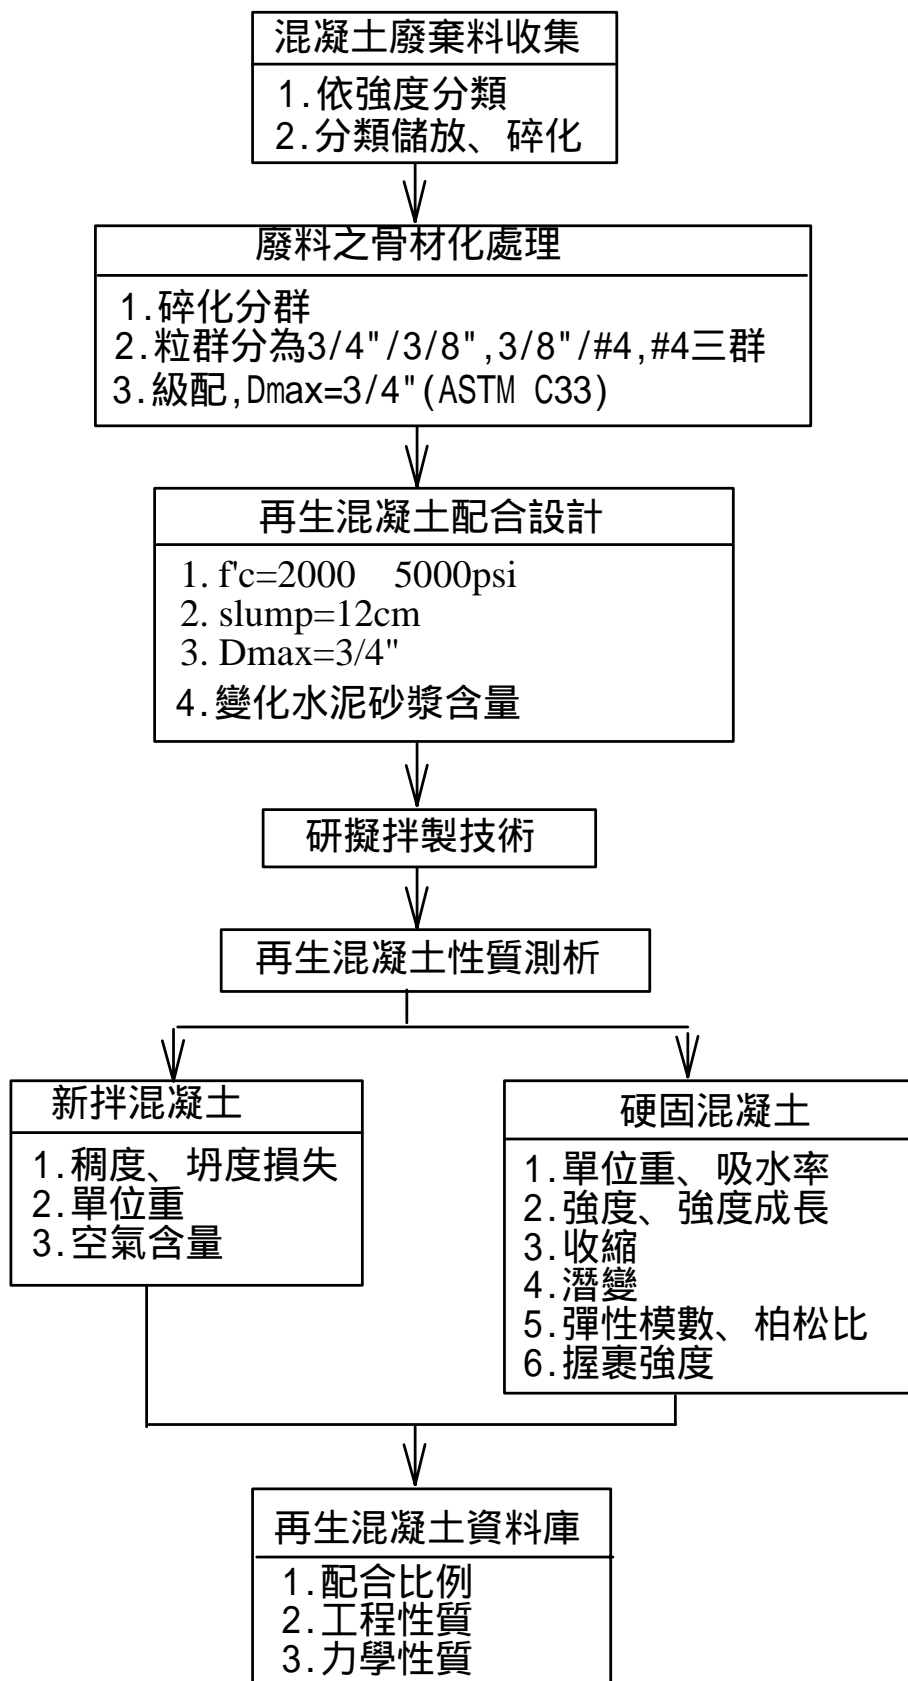 混凝土廢棄料收集
1.依強度分類
2.分類儲放、碎化
廢料之骨材化處理
1.碎化分群
2.粒群分為3/4"/3/8",3/8"/#4,#4三群
3.級配,Dmax=3/4"(ASTM C33)
再生混凝土配合設計
1. f'c=2000 5000psi
2. slump=12cm
3. Dmax=3/4"
4.變化水泥砂漿含量
研擬拌製技術
再生混凝土性質測析
新拌混凝土
1.稠度、坍度損失
2.單位重
3.空氣含量
硬固混凝土
1.單位重、吸水率
2.強度、強度成長
3.收縮
4.潛變
5.彈性模數、柏松比
6.握裹強度
再生混凝土資料庫
1.配合比例
2.工程性質
3.力學性質